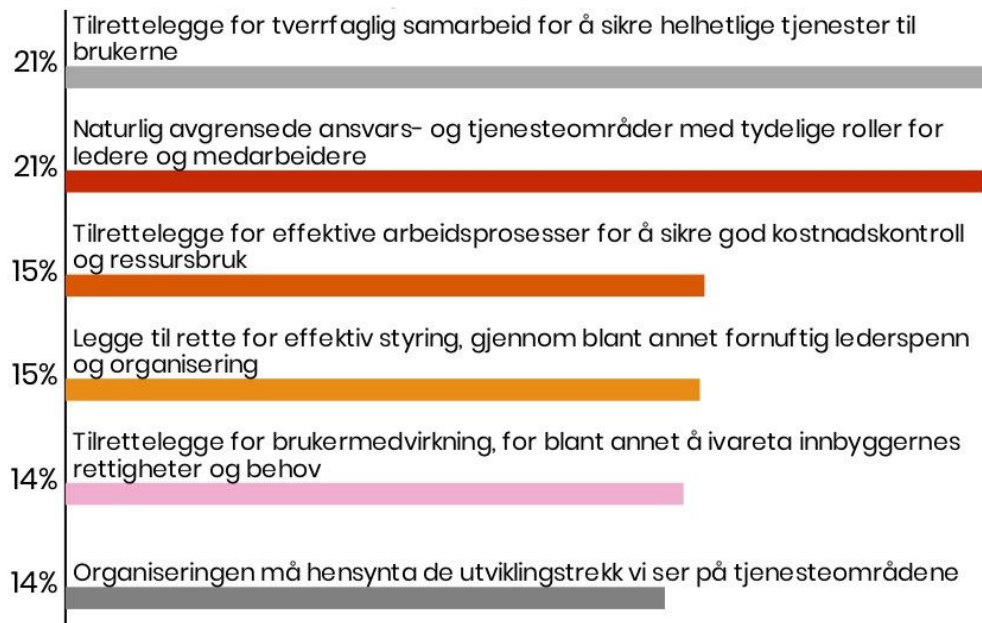 Tilrettelegge for tverrfaglig samarbeid for å sikre helhetlige tjenester til
brukerne
21%
Naturlig avgrensede ansvars- og tjenesteområder med tydelige roller for
ledere og medarbeidere
21%
Tilrettelegge for effektive arbeidsprosesser for å sikre god kostnadskontroll
og ressursbruk
15%
Legge til rette for effektiv styring, gjennom blant annet fornuftig lederspenn
og organisering
15%
Tilrettelegge for brukermedvirkning, for blant annet å ivareta innbyggernes
rettigheter og behov
14%
Organiseringen må hensynta de utviklingstrekk vi ser på tjenesteområdene
14%